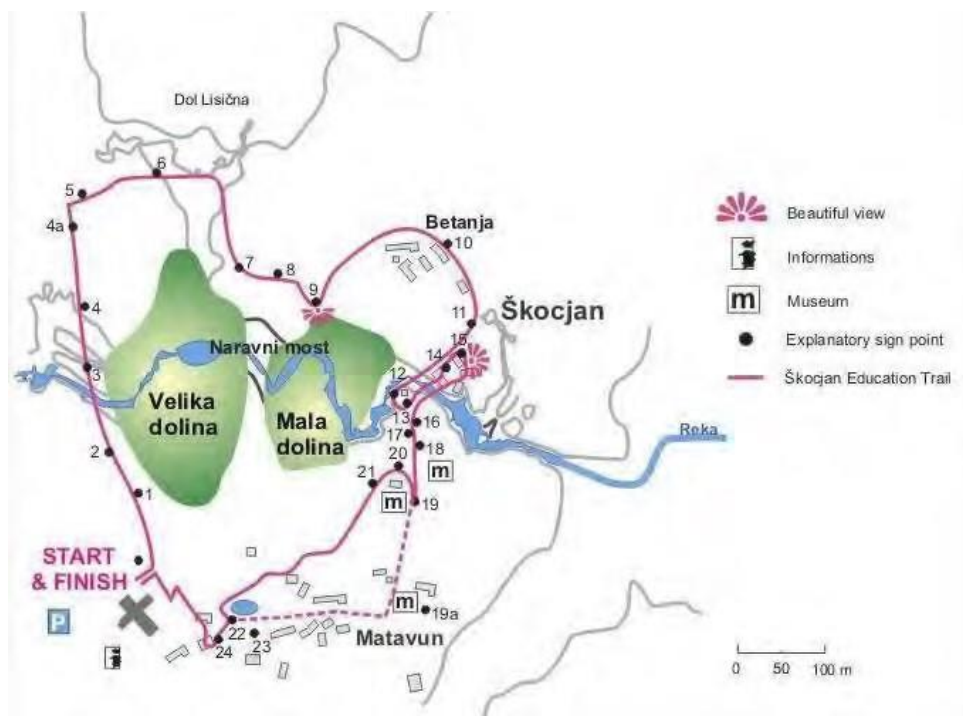 Dol Lisična
6
5
4a
Betanja
10
7
8
9
4
11
Škocjan
15
14
Naravni most
3
12
Velika
dolina
Mala
dolina
13
16
17
Reka
2
18
20
m
21
1
m
19
START
& FINISH
m
19a
P
22
23
Matavun
24
Beautiful view
Informations
m
Museum
Explanatory sign point
Škocjan Education Trail
0
50
100 m